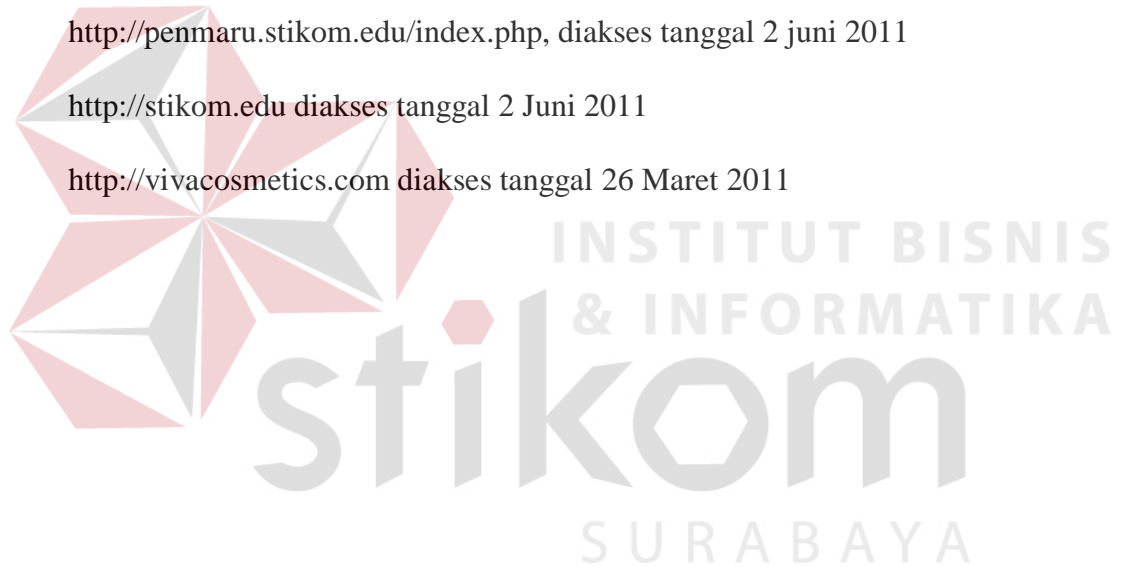 http://penmaru.stikom.edu/index.php, diakses tanggal 2 juni 2011
http://stikom.edu diakses tanggal 2 Juni 2011
http://vivacosmetics.com diakses tanggal 26 Maret 2011
INSTITUT BISNIS
& INFORMATIKA
stikom
SURABAYA